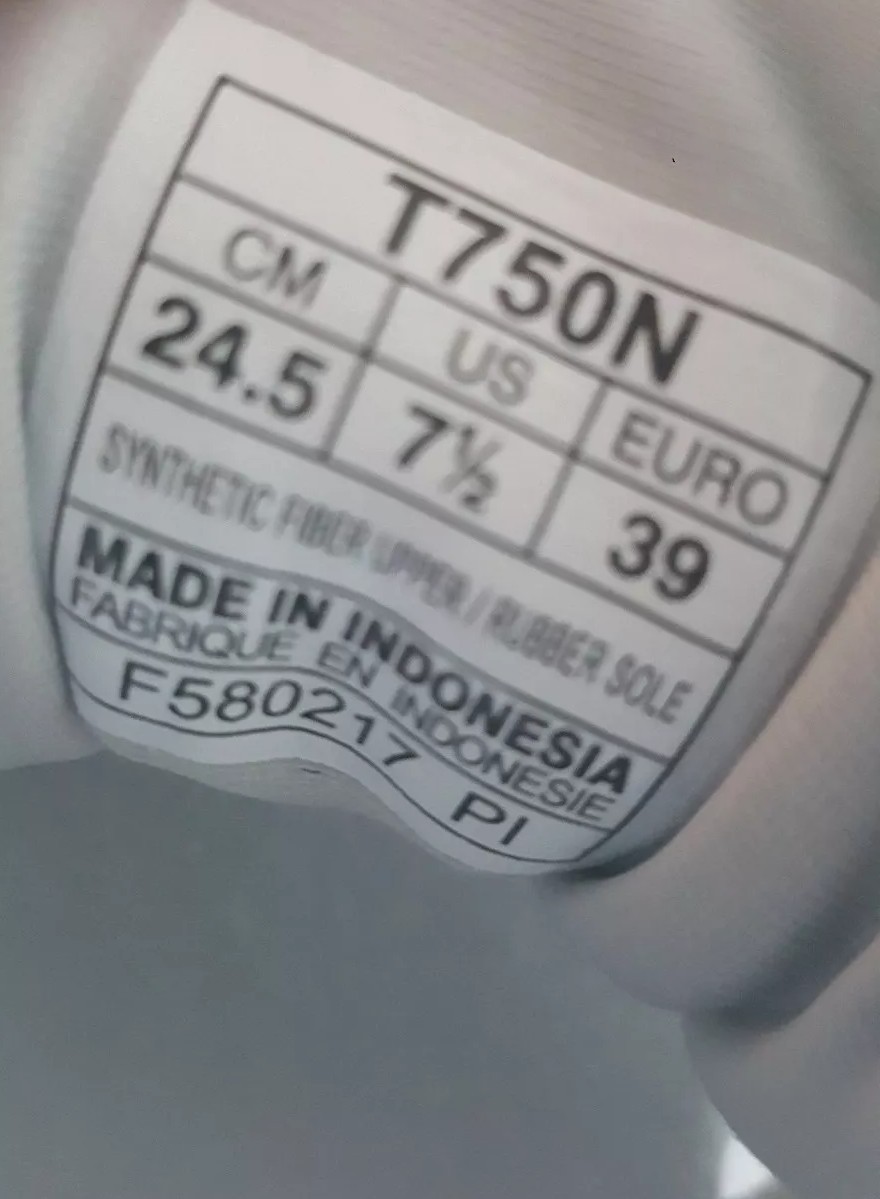 T750N
CM US EURO
24.5 7½ 39
SYNTHETIC FIBER UPPER / RUBBER SOLE
MADE IN INDONESIA
FABRIQUE EN INDONESIE
F580217 PI